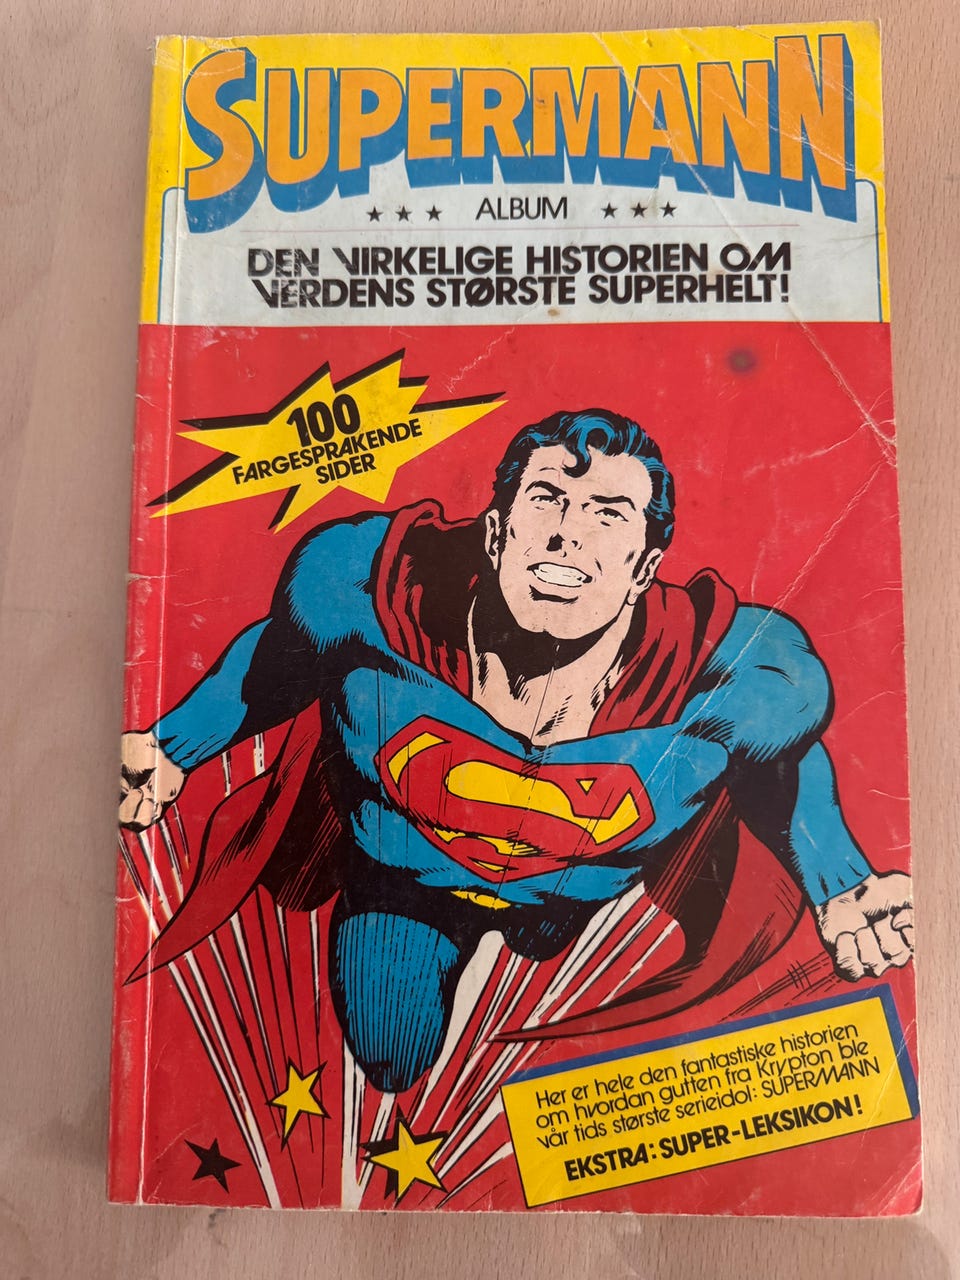 SUPERMANN
★ ★ ★ ALBUM ★ ★ ★
DEN VIRKELIGE HISTORIEN OM
VERDENS STØRSTE SUPERHELT!
100
FARGESPRAKENDE
SIDER
S
Her er hele den fantastiske historien
om hvordan gutten fra Krypton ble
vår tids største serieidol: SUPERMANN
EKSTRA: SUPER-LEKSIKON!